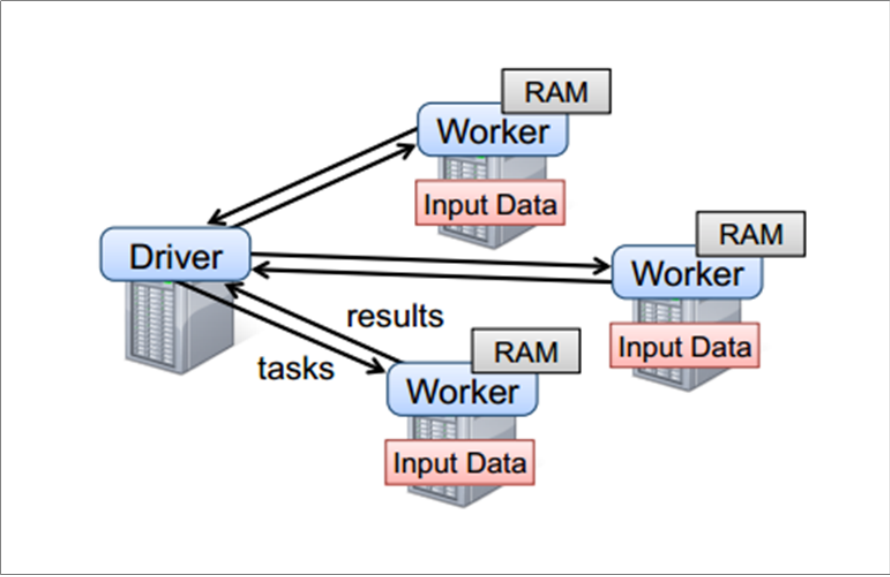 RAM
Worker
Input Data
RAM
Driver
Worker
results
Input Data
RAM
tasks
Worker
Input Data